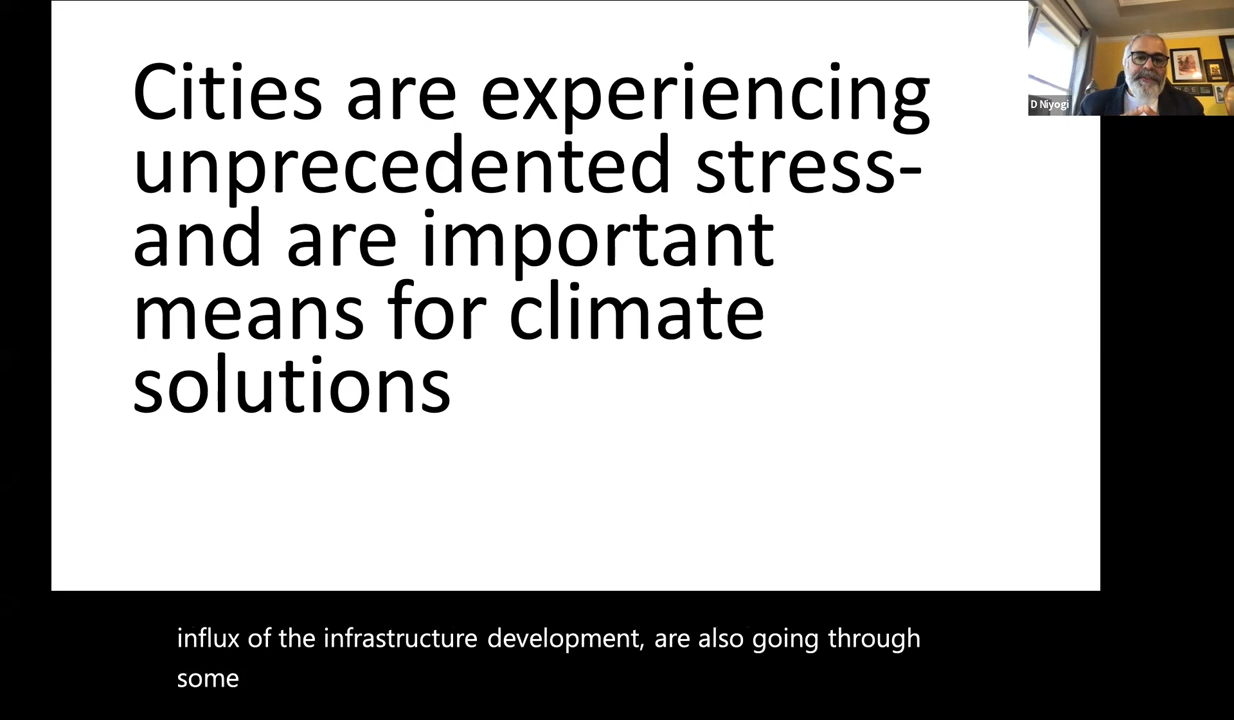 Cities are experiencing
unprecedented stress-
and are important
means for climate
solutions
D Niyogi
influx of the infrastructure development, are also going through
some